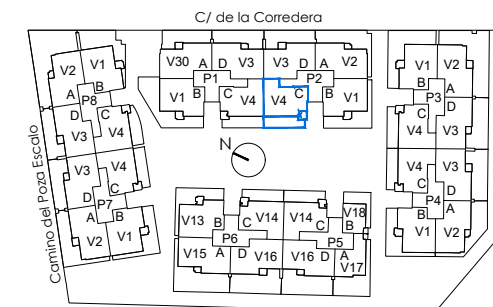 C/ de la Corredera
Camino del Poza Escalo
V30 A D V3 V3 D A V2
P1 P2
V1 B C V4 V4 C B V1
V2 V1
A B
P8
D C
V3 V4
V3 V4
D C
P7
A B
V2 V1
V1 V2
B A
P3
C D
V4 V3
V4 V3
C D
P4
B A
V1 V2
N
V13 B C V14 V14 C B V18
P6 P5
V15 A D V16 V16 D A V17